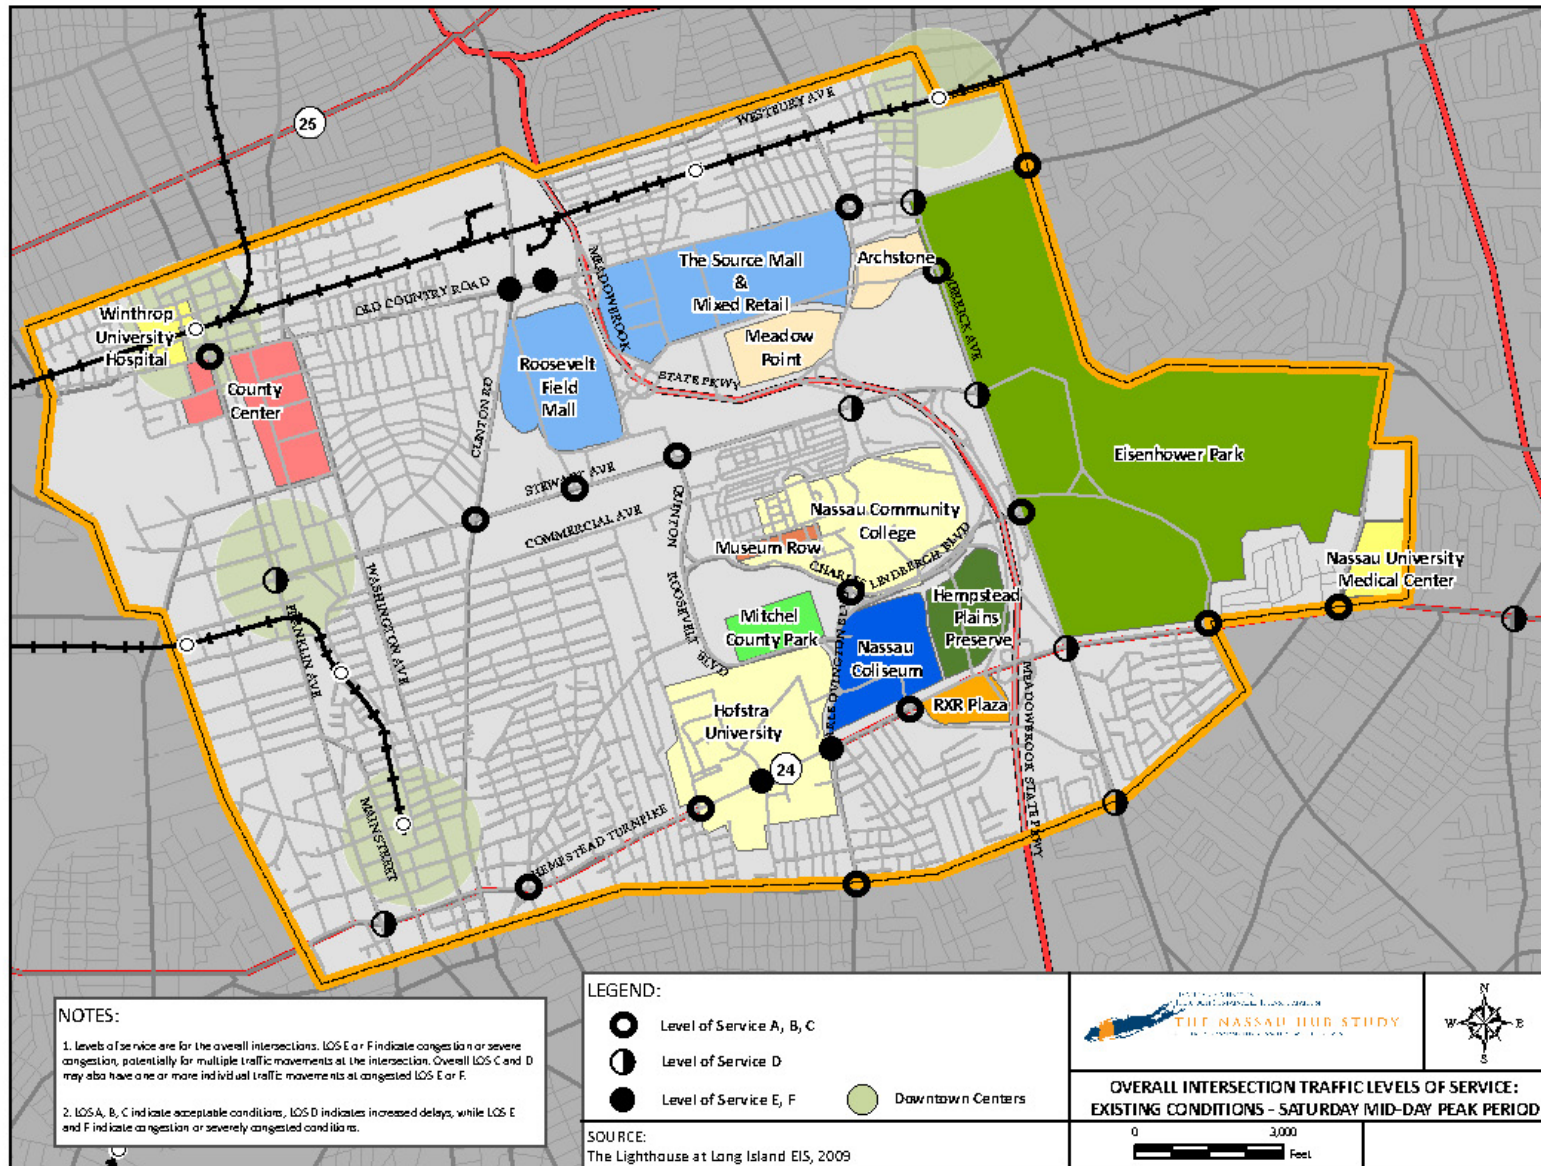 25
WESTBURY AVE
OLD COUNTRY ROAD
MEADOWBROOK
STATE PKWY
The Source Mall
&
Mixed Retail
Archstone
Meadow
Point
Winthrop
University
Hospital
County
Center
Roosevelt
Field
Mall
CLINTON RD
STEWART AVE
COMMERCIAL AVE
QUINTON
ROOSEVELT BLVD
Eisenhower Park
Nassau Community
College
Museum Row
CHARLES LINDBERGH BLVD
Nassau University
Medical Center
Hempstead
Plains
Preserve
Mitchel
County Park
Nassau
Coliseum
RXR Plaza
Hofstra
University
24
WASHINGTON AVE
FRANKLIN AVE
MAIN STREET
HEMPSTEAD TURNPIKE
MEADOWBROOK STATE PKWY
NOTES:
1. Levels of service are for the overall intersections. LOS E or F indicate congestion or severe
congestion, potentially for multiple traffic movements at the intersection. Overall LOS C and D
may also have one or more individual traffic movements at congested LOS E or F.
2. LOS A, B, C indicate acceptable conditions, LOS D indicates increased delays, while LOS E
and F indicate congestion or severely congested conditions.
LEGEND:
Level of Service A, B, C
Level of Service D
Level of Service E, F
Downtown Centers
SOURCE:
The Lighthouse at Long Island EIS, 2009
THE NASSAU HUB STUDY
N
W
E
S
OVERALL INTERSECTION TRAFFIC LEVELS OF SERVICE:
EXISTING CONDITIONS - SATURDAY MID-DAY PEAK PERIOD
0 3,000
Feet